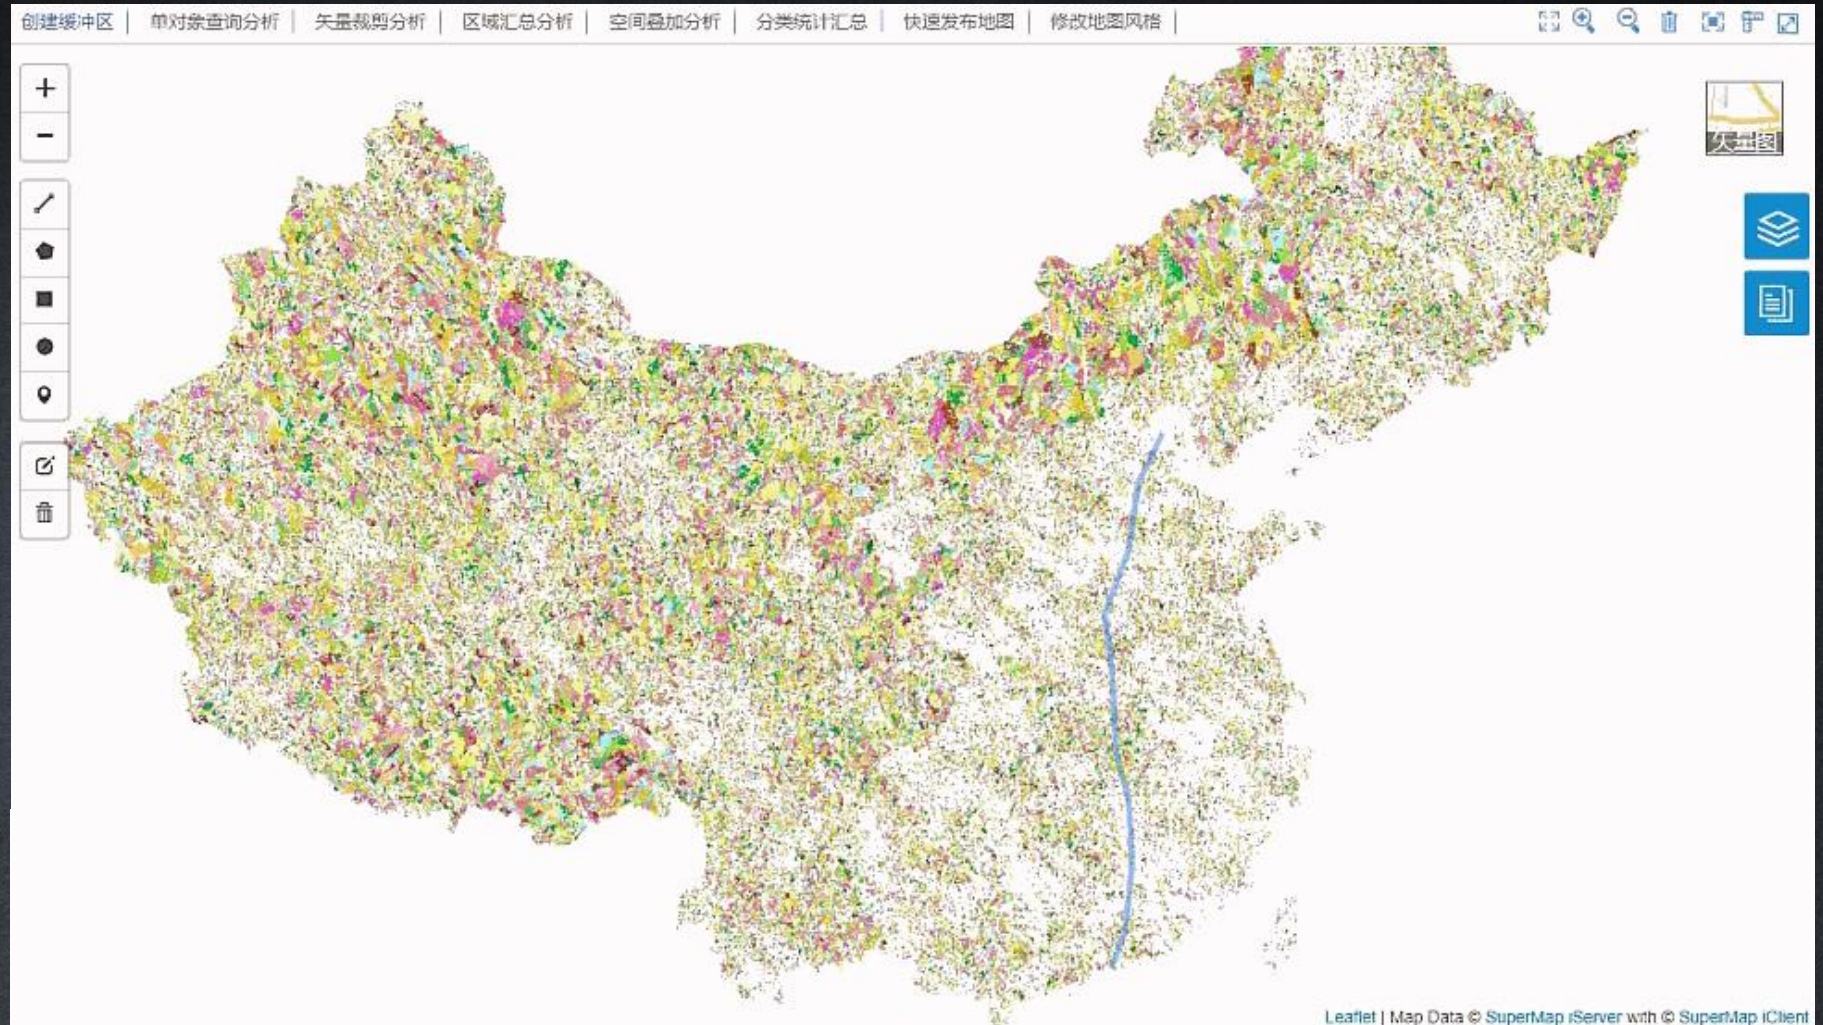 创建缓冲区 | 单对象查询分析 | 矢量裁剪分析 | 区域汇总分析 | 空间叠加分析 | 分类统计汇总 | 快速发布地图 | 修改地图风格 |
矢量图
Leaflet | Map Data © SuperMap iServer with © SuperMap iClient